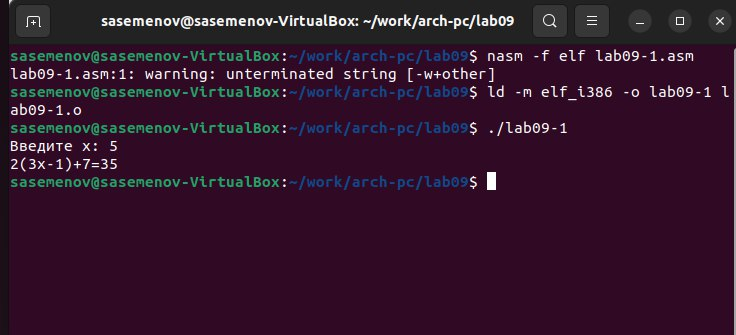 sasemenov@sasemenov-VirtualBox: ~/work/arch-pc/lab09
sasemenov@sasemenov-VirtualBox:~/work/arch-pc/lab09$ nasm -f elf lab09-1.asm
lab09-1.asm:1: warning: unterminated string [-w+other]
sasemenov@sasemenov-VirtualBox:~/work/arch-pc/lab09$ ld -m elf_i386 -o lab09-1 l
ab09-1.o
sasemenov@sasemenov-VirtualBox:~/work/arch-pc/lab09$ ./lab09-1
Введите x: 5
2(3x-1)+7=35
sasemenov@sasemenov-VirtualBox:~/work/arch-pc/lab09$